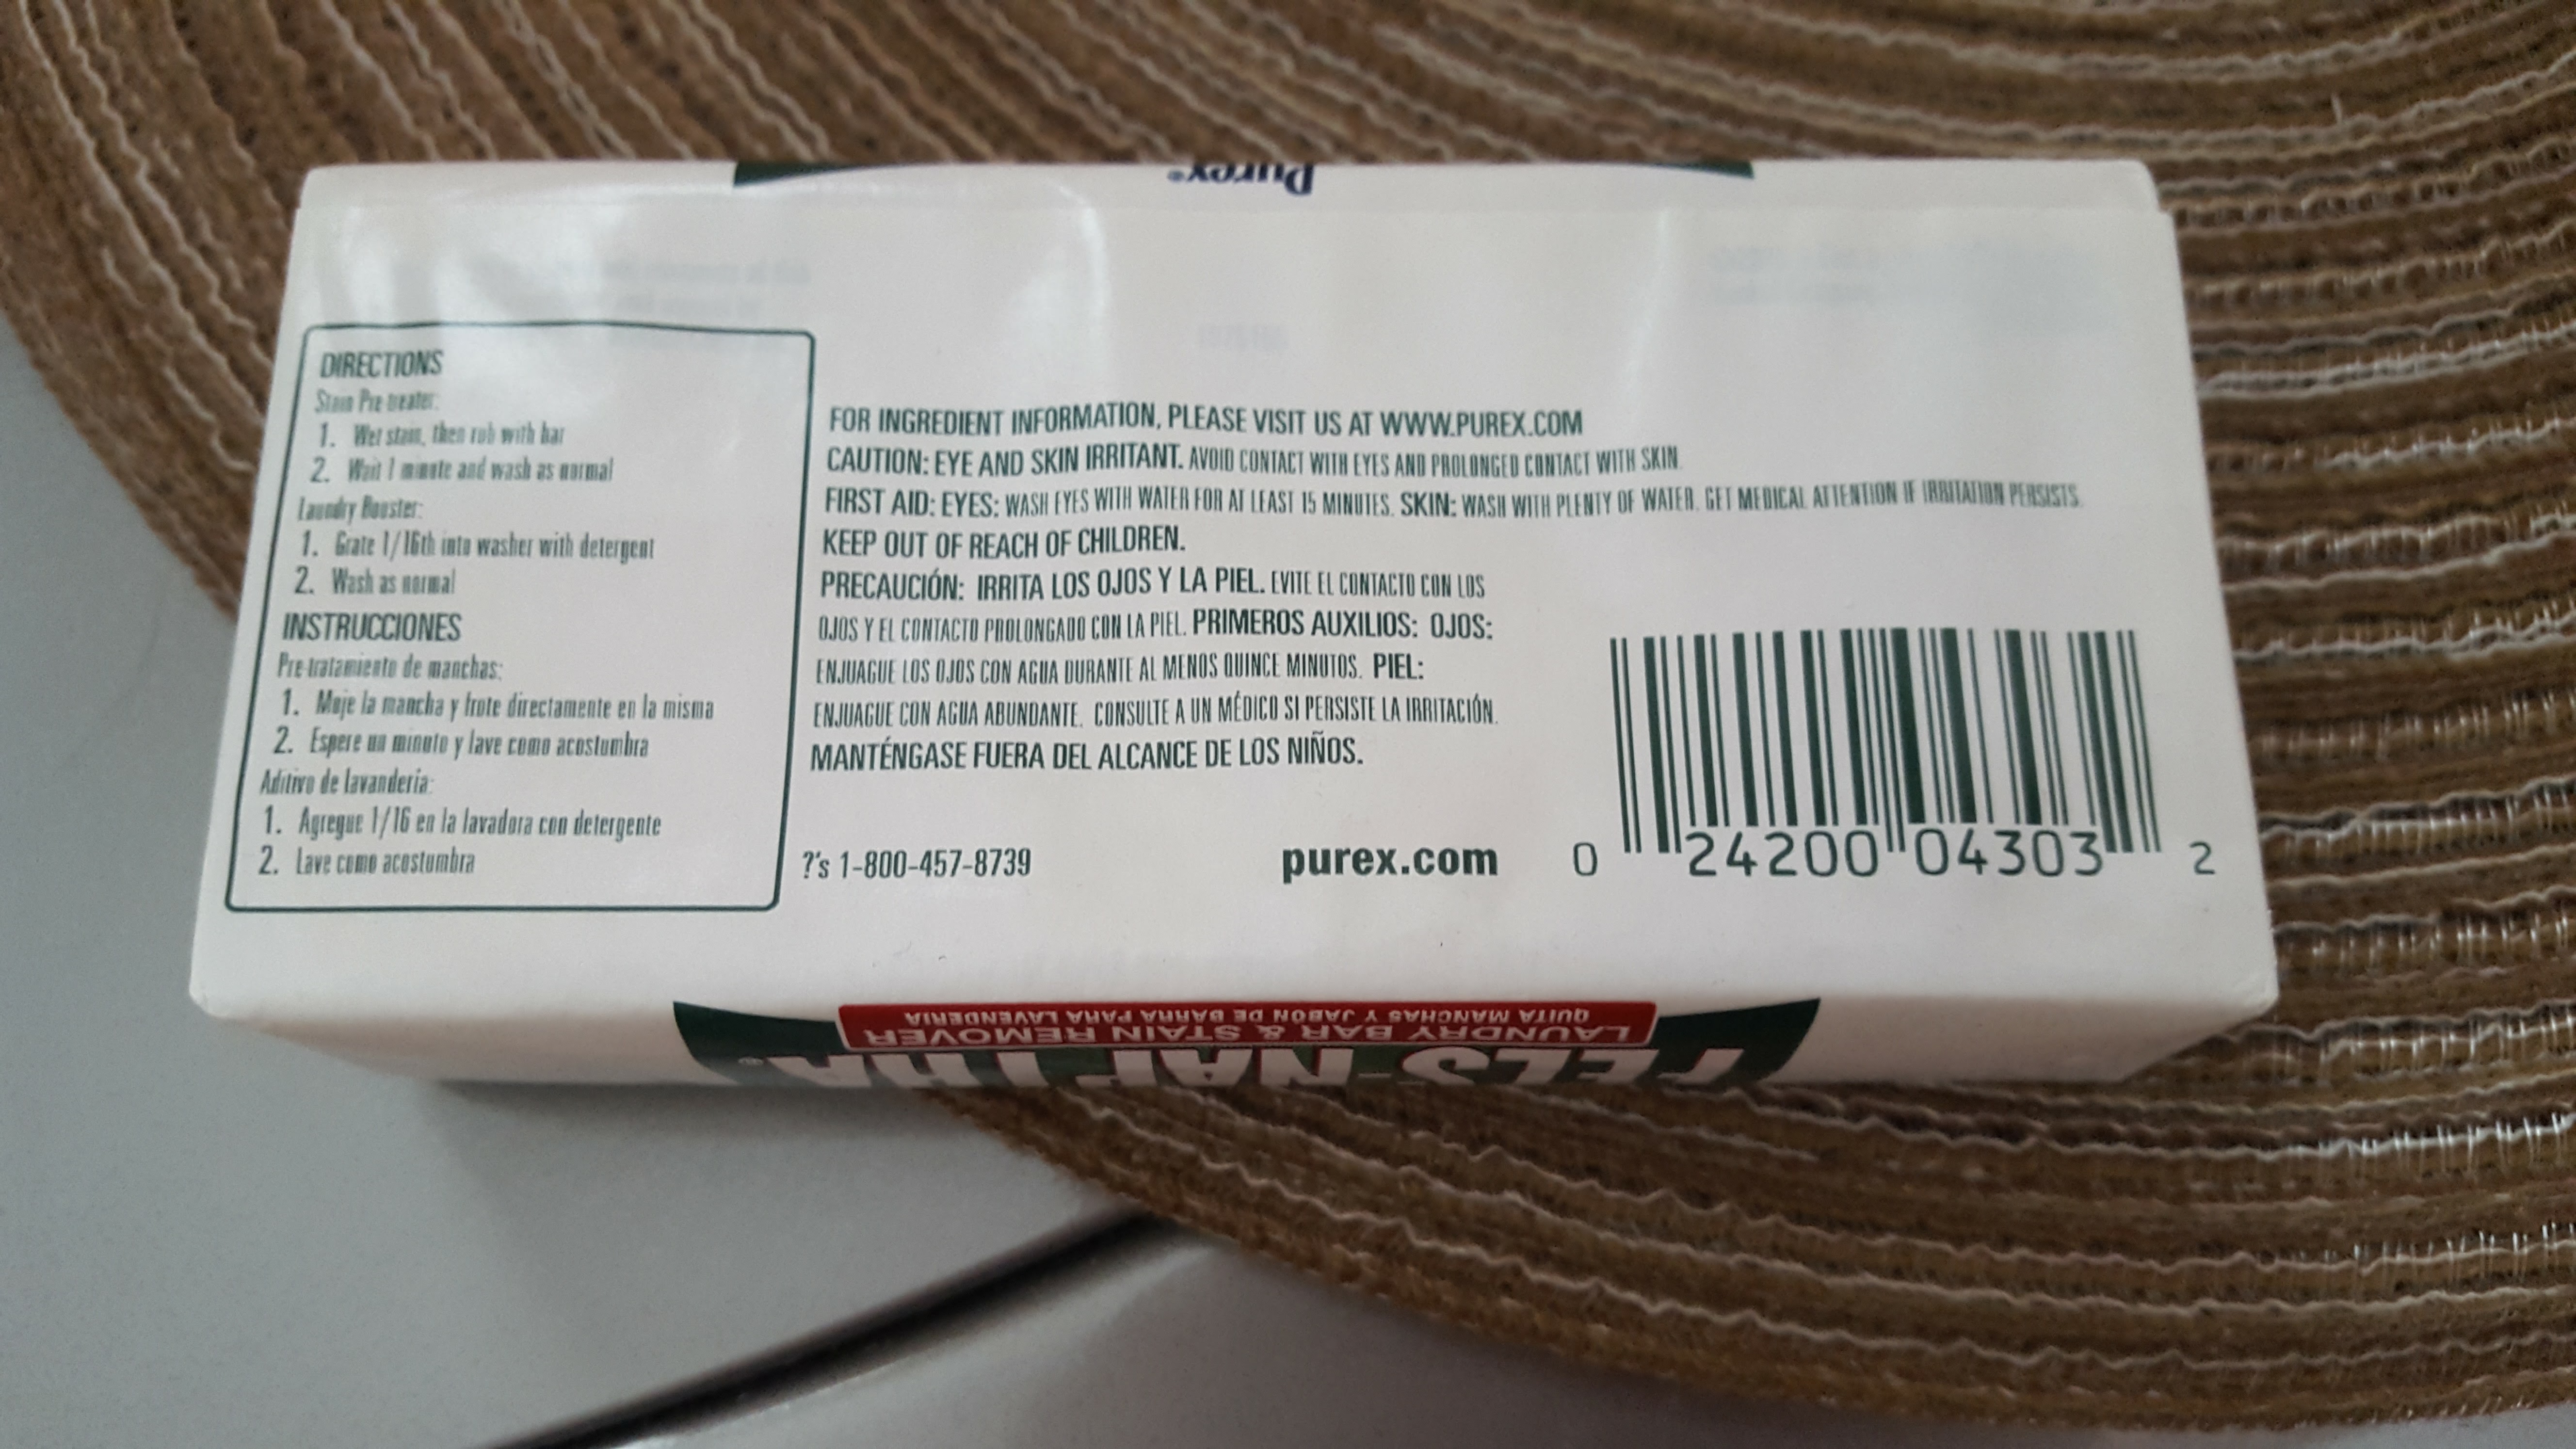 DIRECTIONS
Stain Pre-treater:
1. Wet stain, then rub with bar
2. Wait 1 minute and wash as normal
Laundry Booster:
1. Grate 1/16th into washer with detergent
2. Wash as normal
INSTRUCCIONES
Pre-tratamiento de manchas:
1. Moje la mancha y frote directamente en la misma
2. Espere un minuto y lave como acostumbra
Aditivo de lavandería:
1. Agregue 1/16 en la lavadora con detergente
2. Lave como acostumbra
FOR INGREDIENT INFORMATION, PLEASE VISIT US AT WWW.PUREX.COM
CAUTION: EYE AND SKIN IRRITANT. AVOID CONTACT WITH EYES AND PROLONGED CONTACT WITH SKIN.
FIRST AID: EYES: WASH EYES WITH WATER FOR AT LEAST 15 MINUTES. SKIN: WASH WITH PLENTY OF WATER. GET MEDICAL ATTENTION IF IRRITATION PERSISTS.
KEEP OUT OF REACH OF CHILDREN.
PRECAUCIÓN: IRRITA LOS OJOS Y LA PIEL. EVITE EL CONTACTO CON LOS
OJOS Y EL CONTACTO PROLONGADO CON LA PIEL. PRIMEROS AUXILIOS: OJOS:
ENJUAGUE LOS OJOS CON AGUA DURANTE AL MENOS QUINCE MINUTOS. PIEL:
ENJUAGUE CON AGUA ABUNDANTE. CONSULTE A UN MÉDICO SI PERSISTE LA IRRITACIÓN.
MANTÉNGASE FUERA DEL ALCANCE DE LOS NIÑOS.
?'s 1-800-457-8739
purex.com
0 24200 04303 2
FELS-NAPTHA®
LAUNDRY BAR & STAIN REMOVER
QUITA MANCHAS Y JABON DE BARRA PARA LAVENDERIA
Purex®